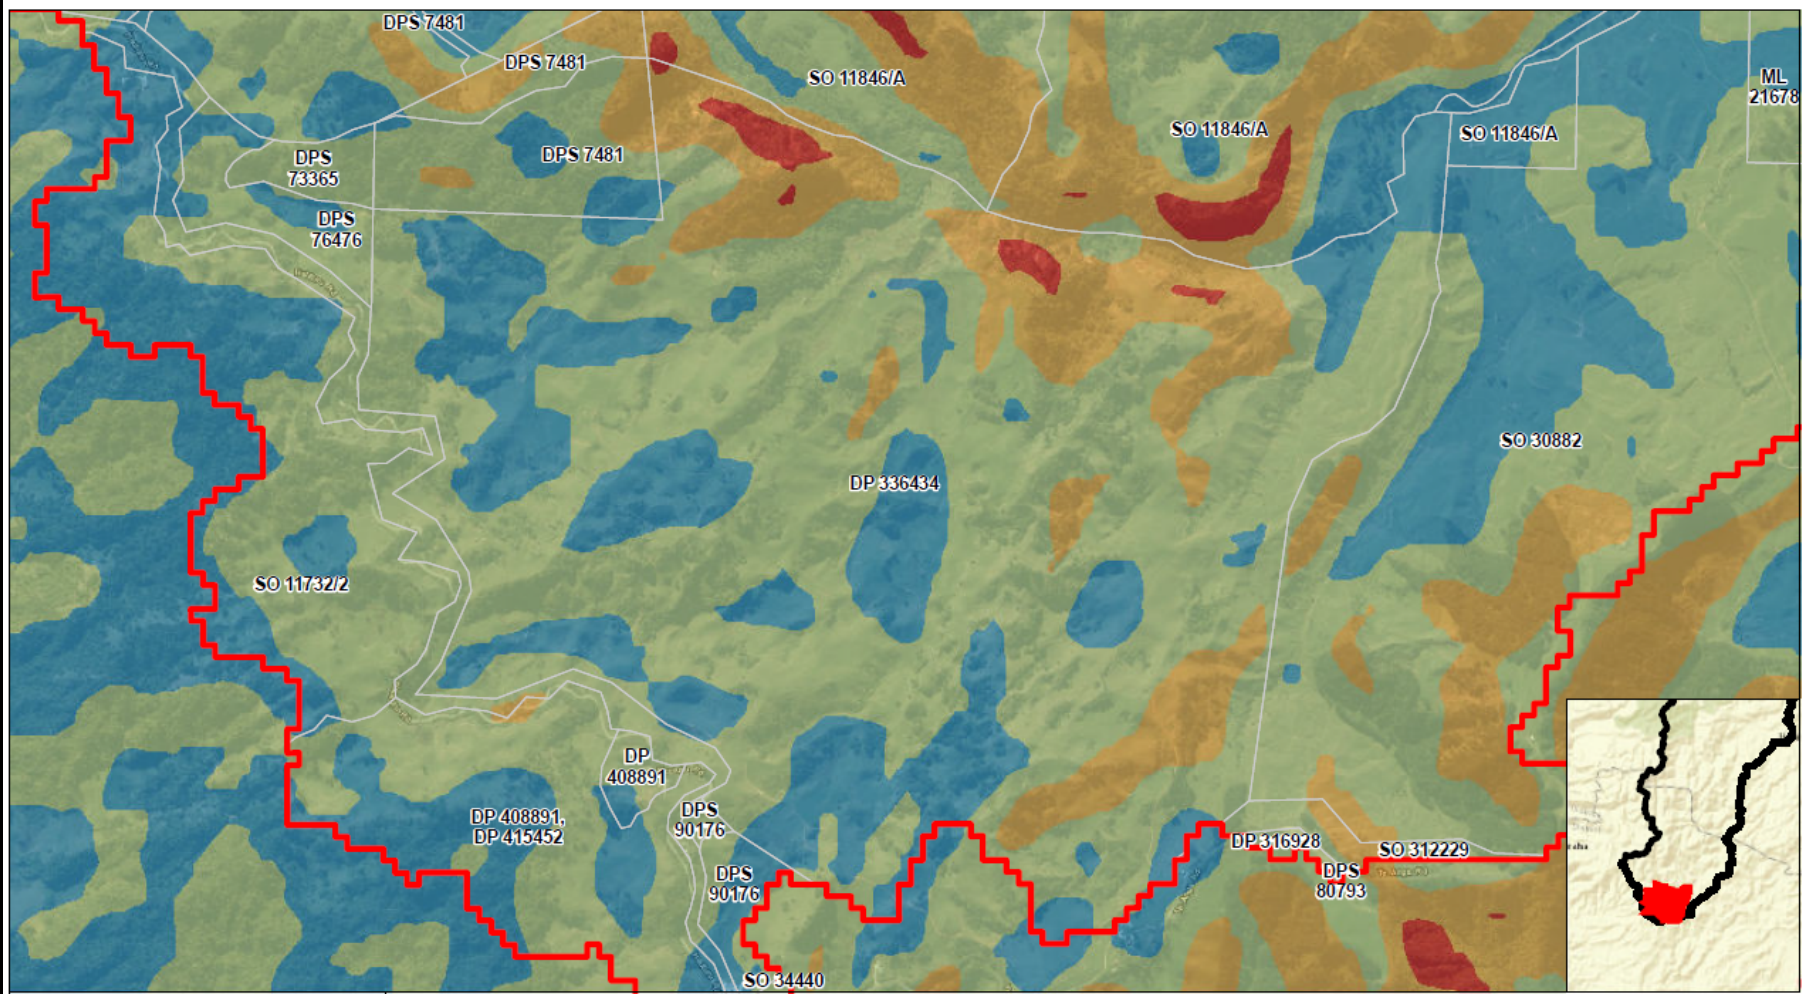 DPS 7481
DPS 7481
SO 11846/A
ML
21678
SO 11846/A
SO 11846/A
DPS
73365
DPS 7481
DPS
76476
SO 30882
DP 336434
SO 11732/2
DP
408891
DP 408891,
DP 415452
DPS
90176
DP 316928
SO 312229
DPS
80793
DPS
90176
SO 34440